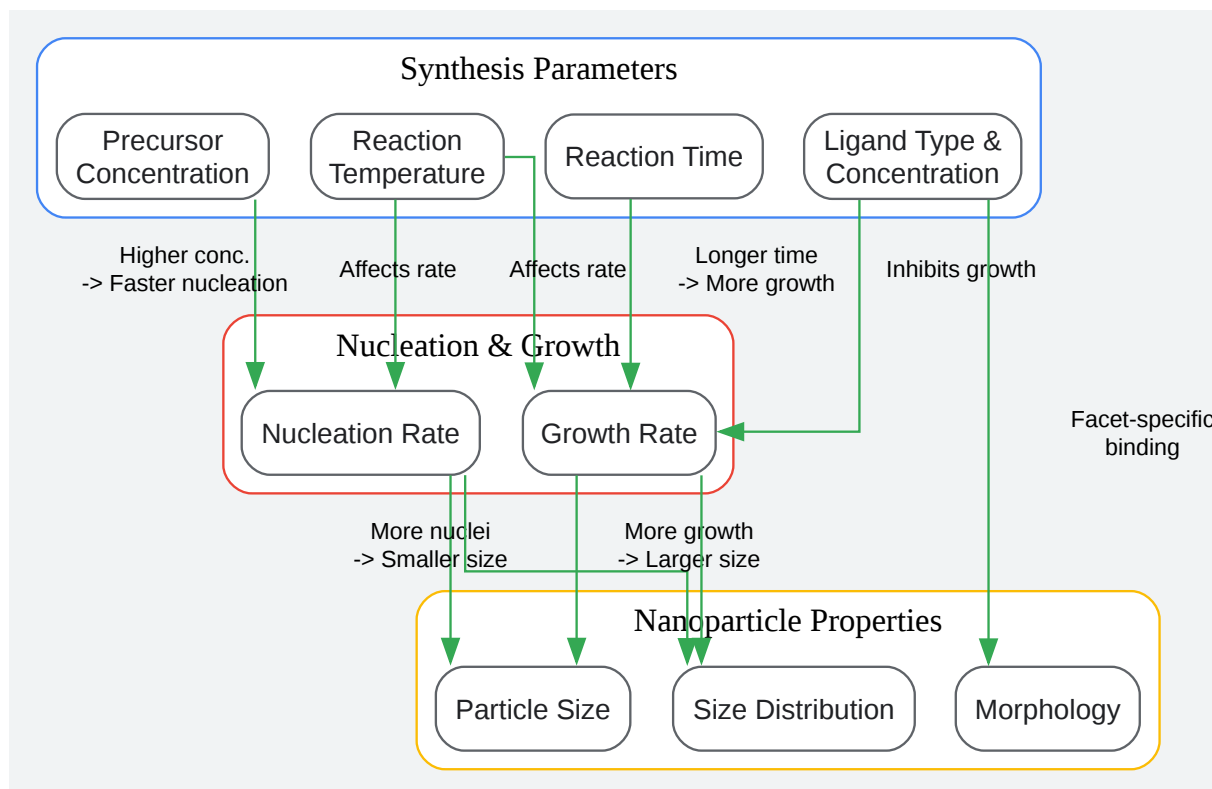 Synthesis Parameters
Precursor
Concentration
Reaction
Temperature
Reaction Time
Ligand Type &
Concentration
Higher conc.
-> Faster nucleation
Affects rate
Affects rate
Longer time
-> More growth
Inhibits growth
Nucleation & Growth
Nucleation Rate
Growth Rate
Facet-specific
binding
More nuclei
-> Smaller size
More growth
-> Larger size
Nanoparticle Properties
Particle Size
Size Distribution
Morphology